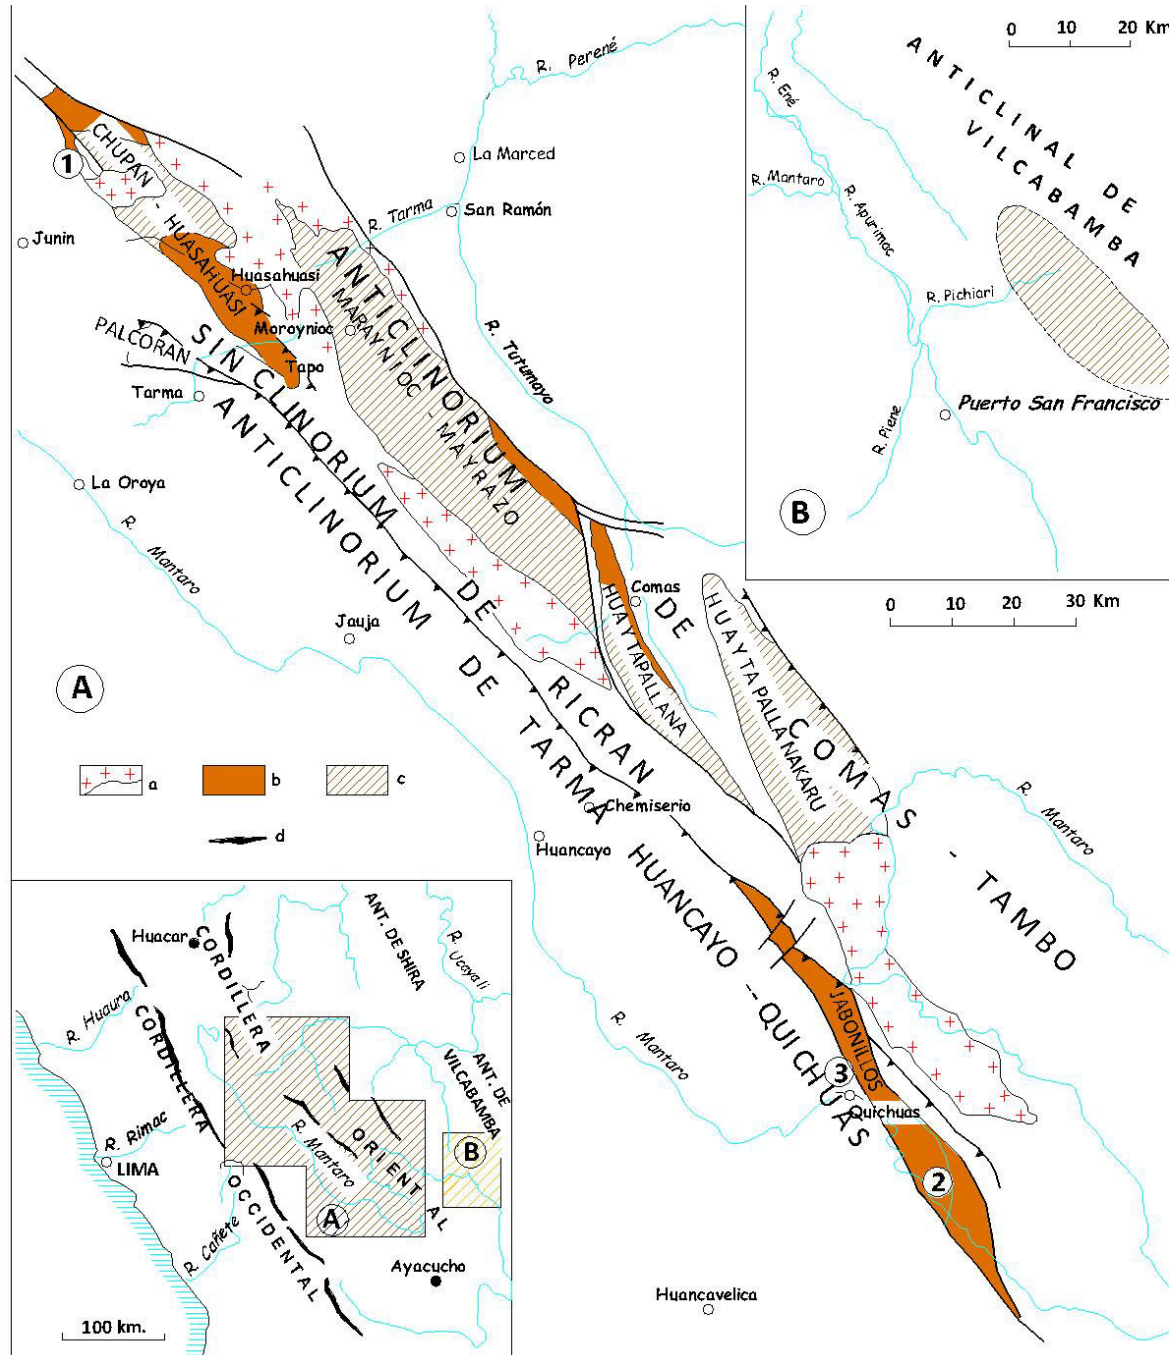 R. Perené
La Marced
San Ramón
R. Tarma
CHUPAN - HUASAHUASI
1
Junin
Huasahuasi
Moroynioc
PALCORAN
Tapo
Tarma
ANTICLINORIUM DE COMAS - TAMBO
MARAYNIOC - MAYRAZO
SINCLINORIUM DE RICRAN
ANTICLINORIUM DE TARMA
HUANCAYO -- QUICHUAS
R. Tutumayo
La Oroya
R. Mantaro
Jauja
Comas
HUAYTAPALLANA
HUAYTAPALLANAKARU
A
a
b
c
d
Chemiserio
Huancayo
R. Mantaro
R. Mantaro
JABONILLOS
3
Quichuas
2
Huancavelica
0 10 20 30 Km
0 10 20 Km
ANTICLINAL DE
VILCABAMBA
R. Ené
R. Mantaro
R. Apurimac
R. Pichiari
Puerto San Francisco
R. Piene
B
Huacar
CORDILLERA ORIENTAL
CORDILLERA OCCIDENTAL
ANT. DE SHIRA
R. Ucayali
R. Huaura
ANT. DE
VILCABAMBA
R. Rimac
LIMA
R. Mantaro
B
A
R. Cañete
Ayacucho
100 km.